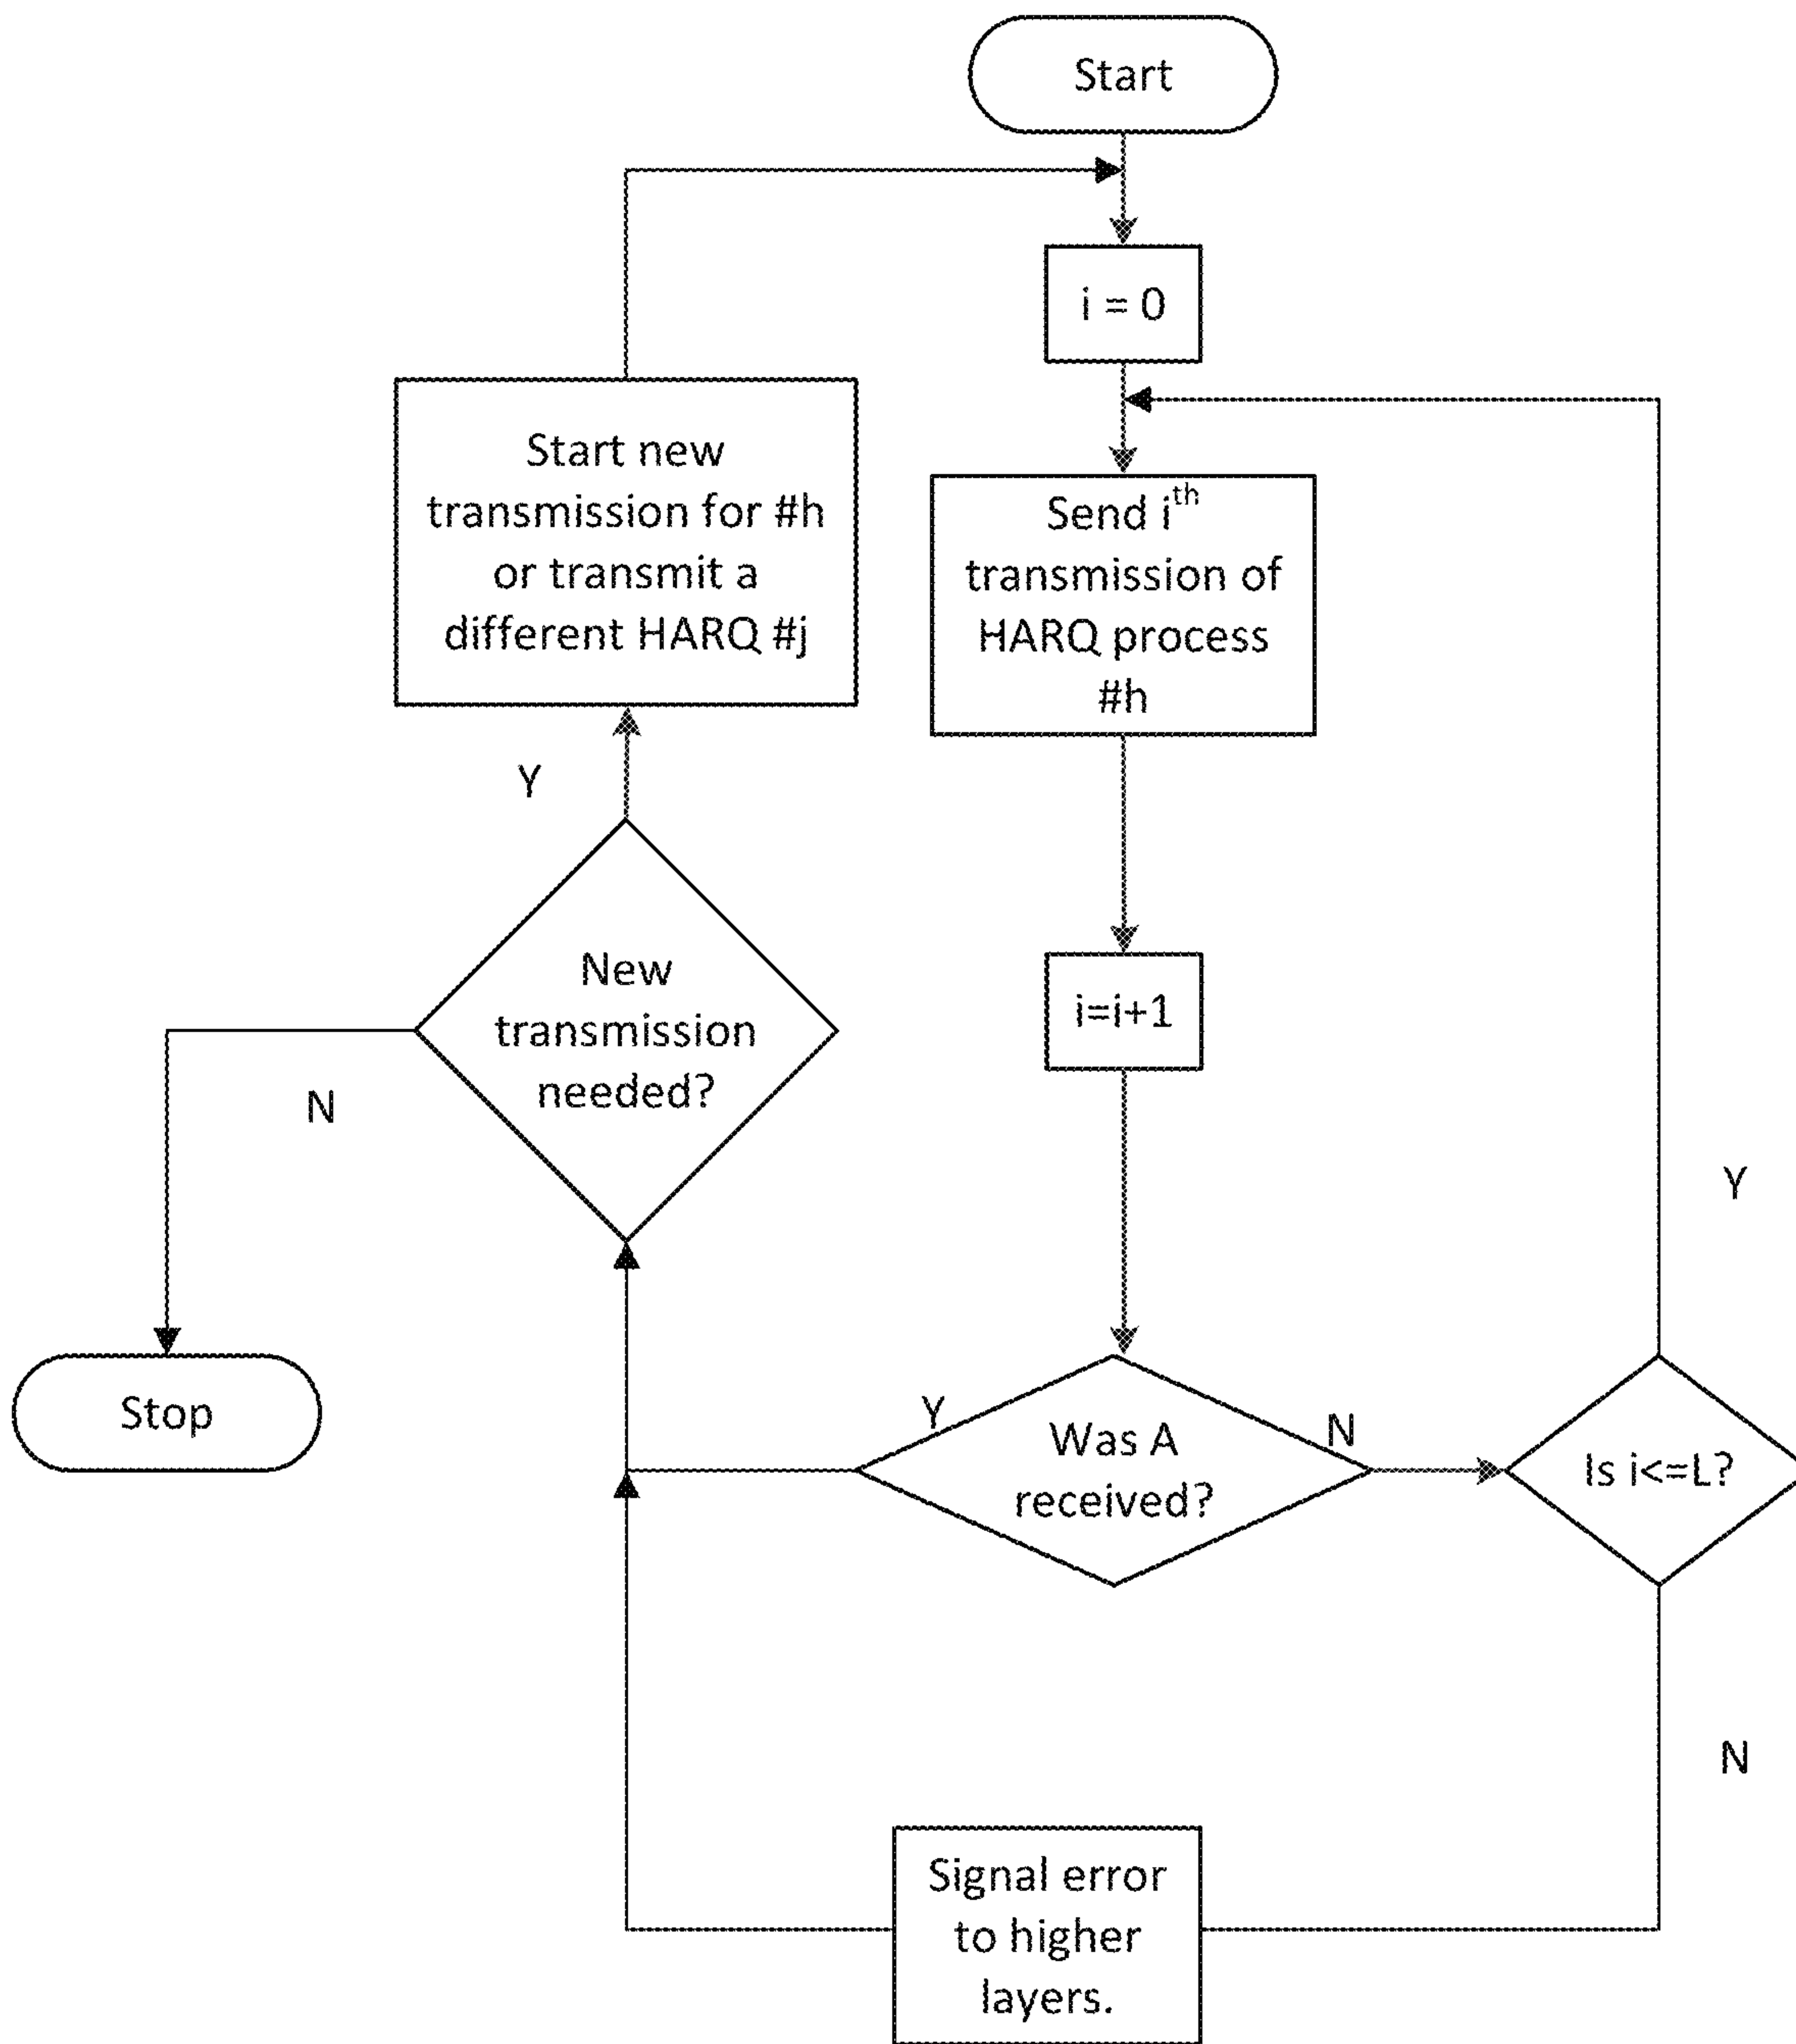 Start
i = 0
Start new
transmission for #h
or transmit a
different HARQ #j
Send ith
transmission of
HARQ process
#h
Y
New
transmission
needed?
i=i+1
N
Y
Stop
Y
Was A
received?
N
Is i<=L?
N
Signal error
to higher
layers.